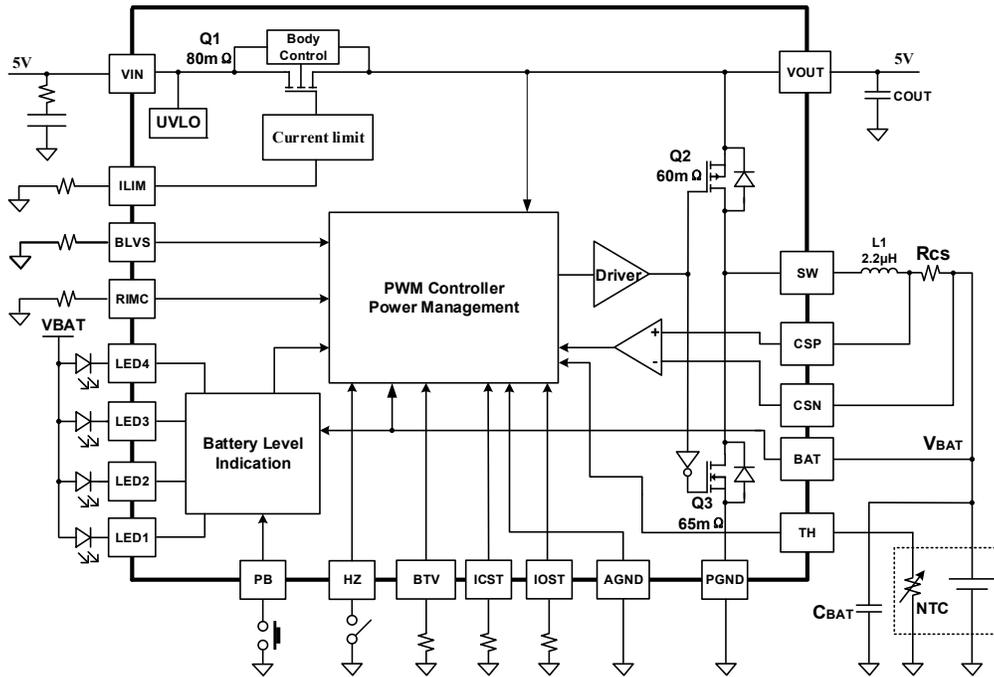 Q1
80mΩ
Body
Control
5V
VIN
VOUT
5V
UVLO
COUT
Current limit
Q2
60mΩ
ILIM
BLVS
L1
2.2µH
RCS
Driver
SW
PWM Controller
Power Management
RIMC
VBAT
+
-
CSP
LED4
CSN
LED3
Battery Level
Indication
VBAT
BAT
LED2
Q3
65mΩ
LED1
TH
PB
HZ
BTV
ICST
IOST
AGND
PGND
CBAT
NTC